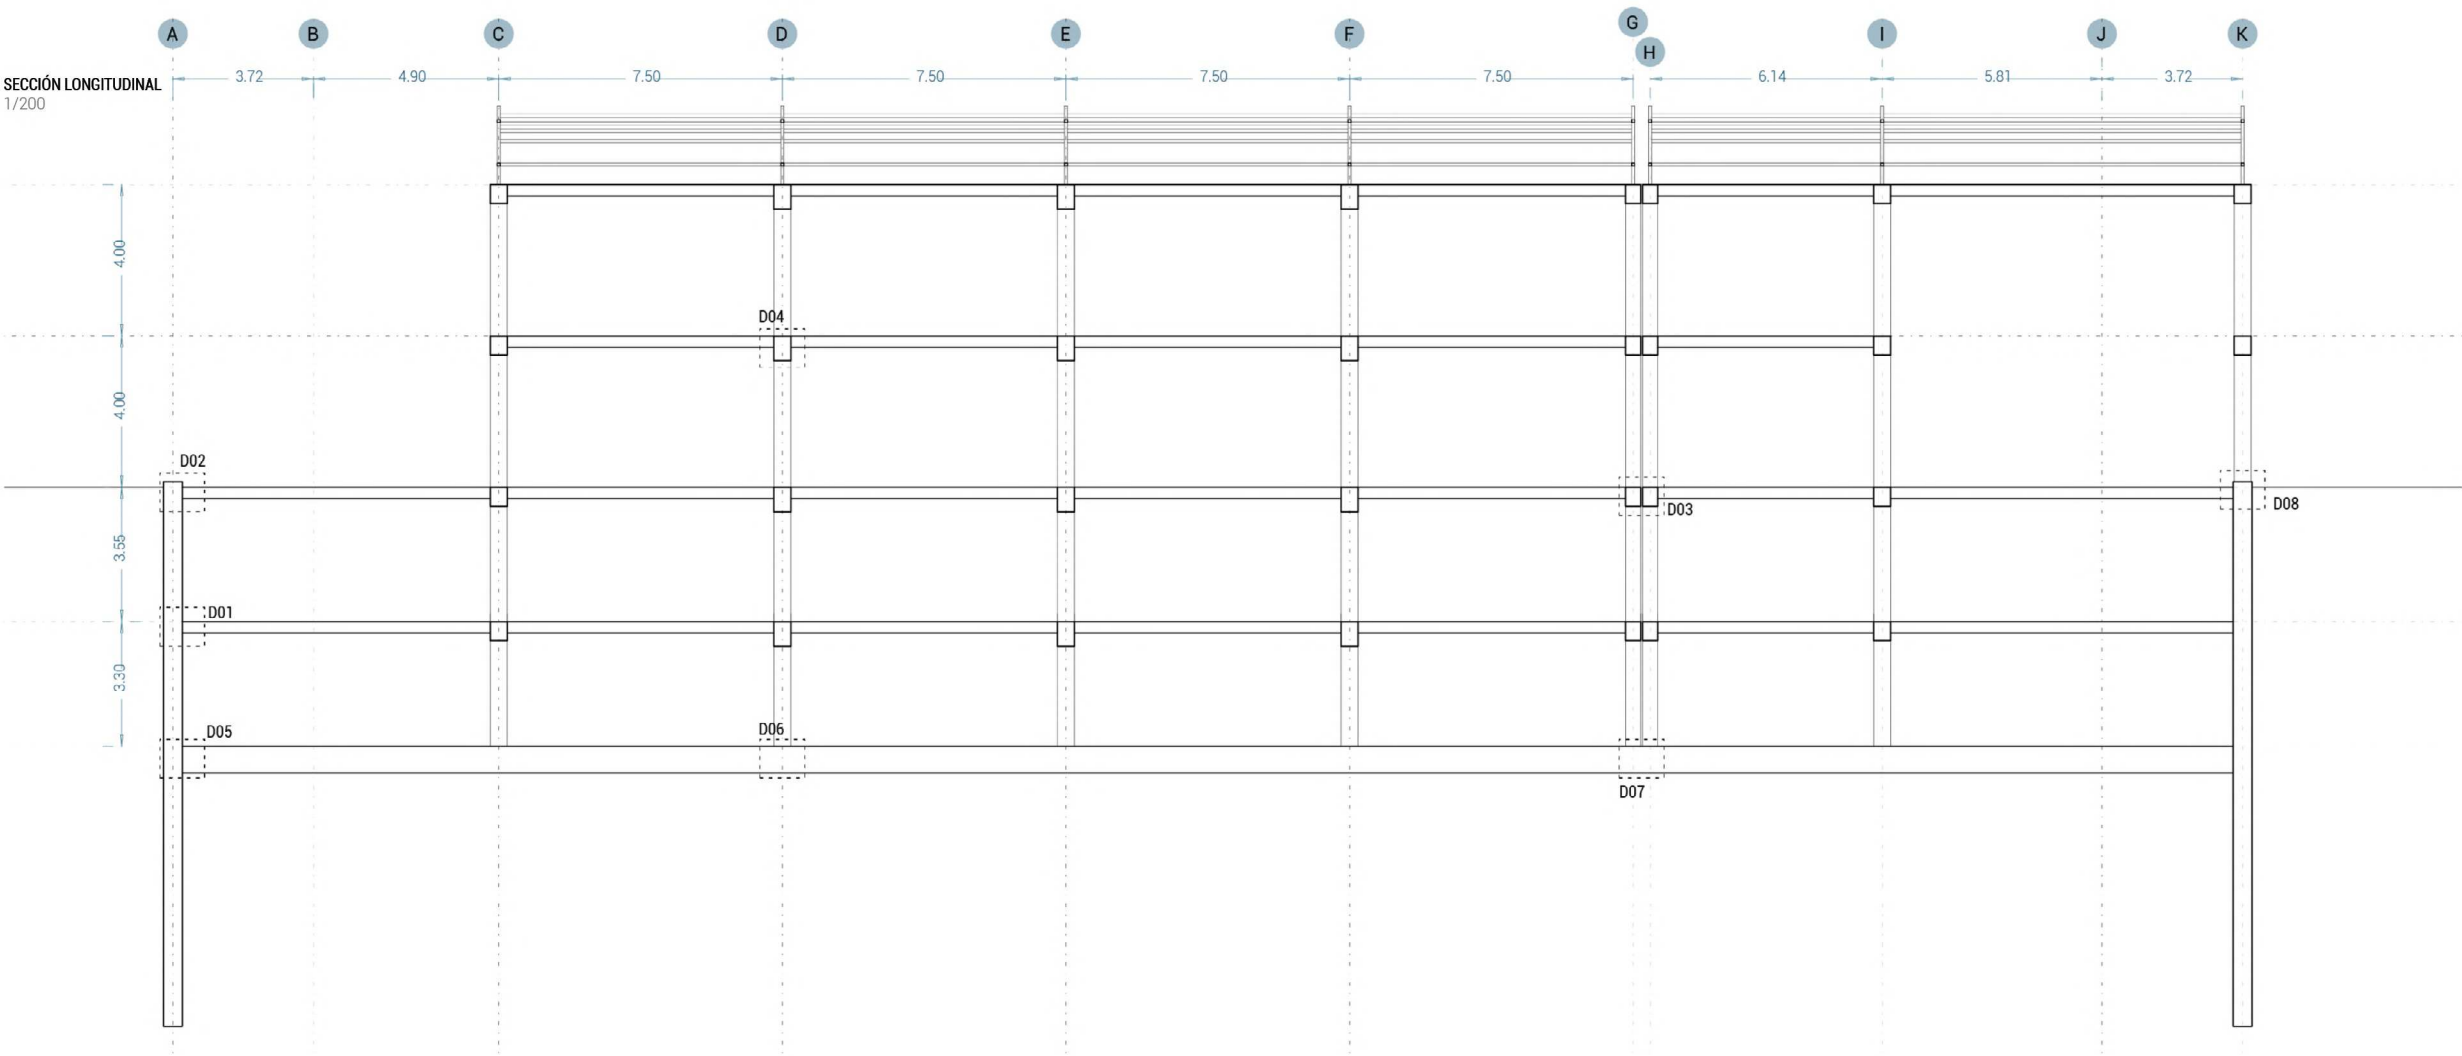 A B C D E F G H I J K
SECCIÓN LONGITUDINAL
1/200
3.72 4.90 7.50 7.50 7.50 7.50 6.14 5.81 3.72
4.00
D04
4.00
D02
D03
D08
3.55
D01
3.30
D05
D06
D07